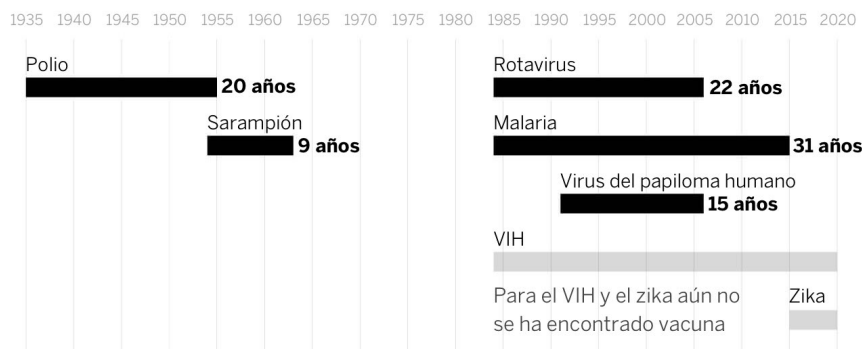 1935 1940 1945 1950 1955 1960 1965 1970 1975 1980 1985 1990 1995 2000 2005 2010 2015 2020
Polio
20 años
Sarampión
9 años
Rotavirus
22 años
Malaria
31 años
Virus del papiloma humano
15 años
VIH
Para el VIH y el zika aún no
se ha encontrado vacuna
Zika